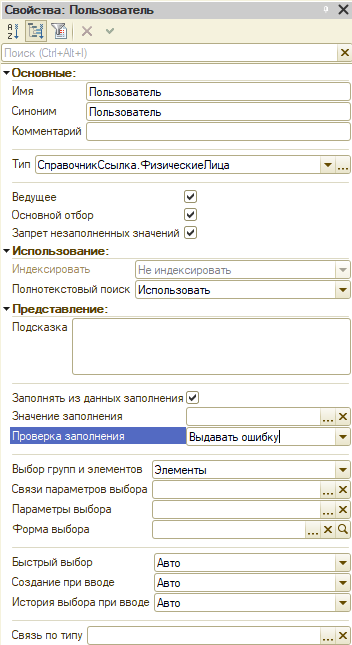 Свойства: Пользователь
Поиск (Ctrl+Alt+I)
Основные:
Имя Пользователь
Синоним Пользователь
Комментарий
Тип СправочникСсылка.ФизическиеЛица
Ведущее
Основной отбор
Запрет незаполненных значений
Использование:
Индексировать Не индексировать
Полнотекстовый поиск Использовать
Представление:
Подсказка
Заполнять из данных заполнения
Значение заполнения
Проверка заполнения Выдавать ошибку
Выбор групп и элементов Элементы
Связи параметров выбора
Параметры выбора
Форма выбора
Быстрый выбор Авто
Создание при вводе Авто
История выбора при вводе Авто
Связь по типу